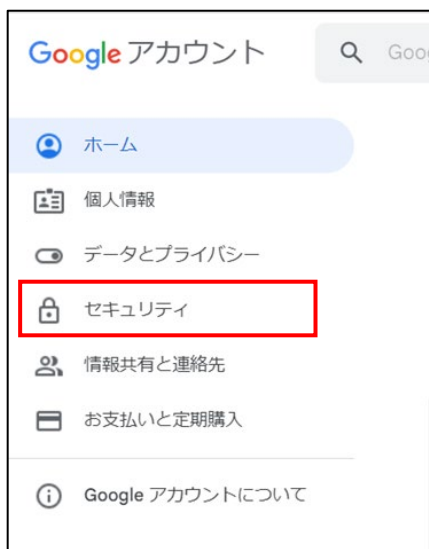 Google アカウント
Goo
ホーム
個人情報
データとプライバシー
セキュリティ
情報共有と連絡先
お支払いと定期購入
Google アカウントについて